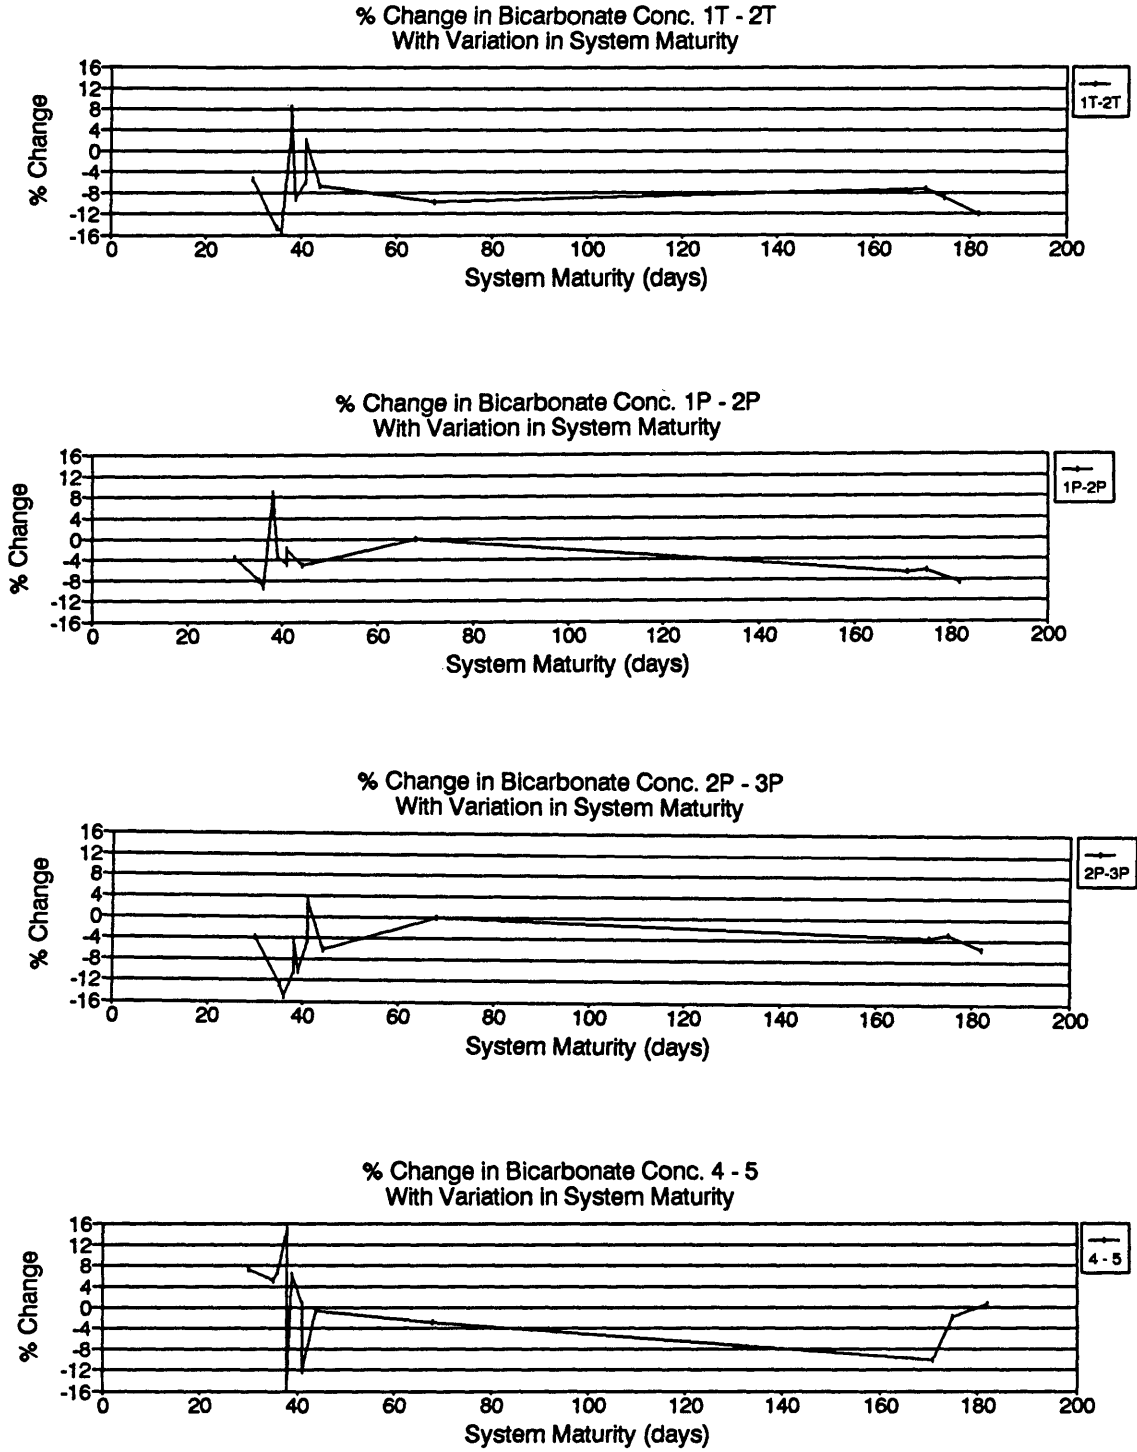 % Change in Bicarbonate Conc. 1T - 2T
With Variation in System Maturity
16
12
8
4
0
-4
-8
-12
-16
% Change
1T-2T
0 20 40 60 80 100 120 140 160 180 200
System Maturity (days)
% Change in Bicarbonate Conc. 1P - 2P
With Variation in System Maturity
16
12
8
4
0
-4
-8
-12
-16
% Change
1P-2P
0 20 40 60 80 100 120 140 160 180 200
System Maturity (days)
% Change in Bicarbonate Conc. 2P - 3P
With Variation in System Maturity
16
12
8
4
0
-4
-8
-12
-16
% Change
2P-3P
0 20 40 60 80 100 120 140 160 180 200
System Maturity (days)
% Change in Bicarbonate Conc. 4 - 5
With Variation in System Maturity
16
12
8
4
0
-4
-8
-12
-16
% Change
4 - 5
0 20 40 60 80 100 120 140 160 180 200
System Maturity (days)